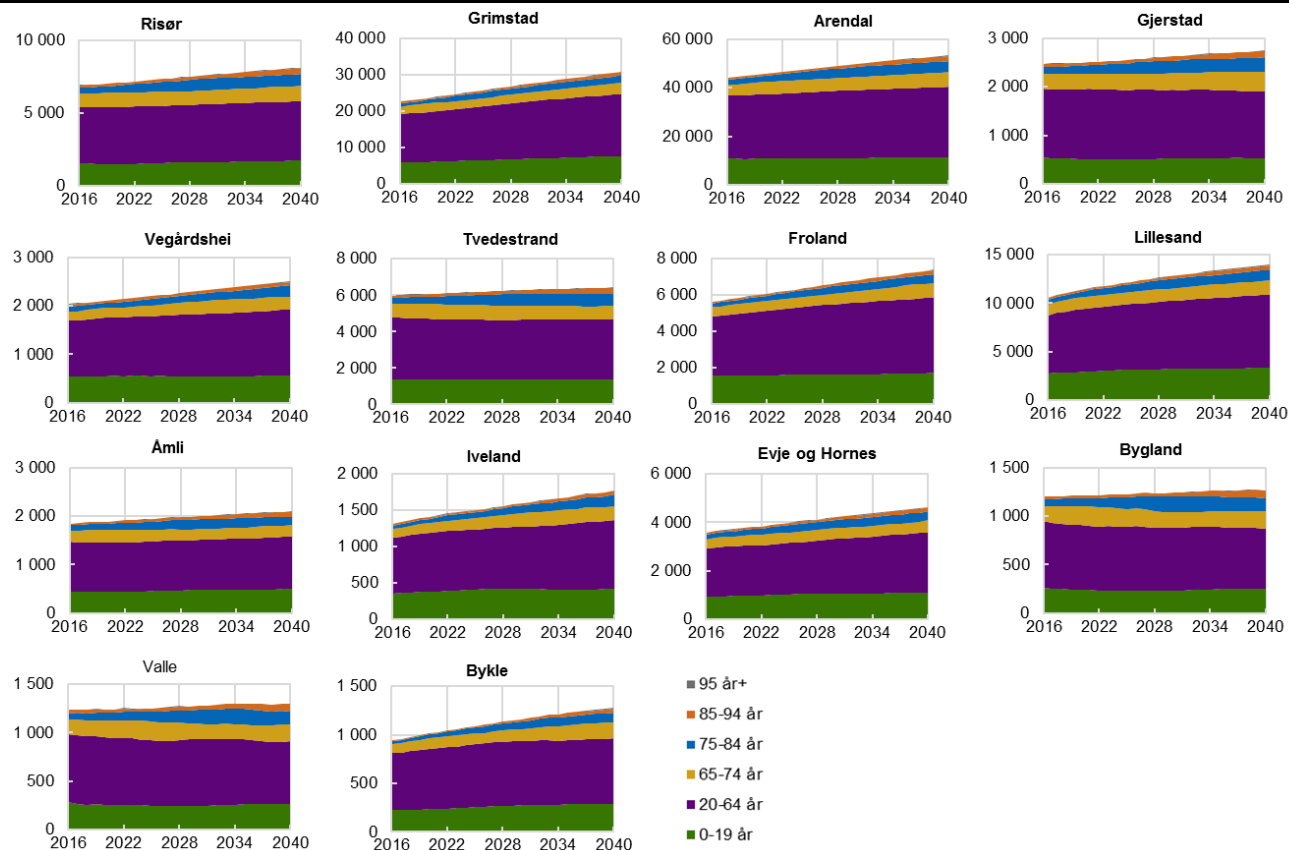 Risør
10 000
5 000
0
2016 2022 2028 2034 2040
Grimstad
40 000
30 000
20 000
10 000
0
2016 2022 2028 2034 2040
Arendal
60 000
40 000
20 000
0
2016 2022 2028 2034 2040
Gjerstad
3 000
2 000
1 000
0
2016 2022 2028 2034 2040
Vegårdshei
3 000
2 000
1 000
0
2016 2022 2028 2034 2040
Tvedestrand
8 000
6 000
4 000
2 000
0
2016 2022 2028 2034 2040
Froland
8 000
6 000
4 000
2 000
0
2016 2022 2028 2034 2040
Lillesand
15 000
10 000
5 000
0
2016 2022 2028 2034 2040
Åmli
3 000
2 000
1 000
0
2016 2022 2028 2034 2040
Iveland
2 000
1 500
1 000
500
0
2016 2022 2028 2034 2040
Evje og Hornes
6 000
4 000
2 000
0
2016 2022 2028 2034 2040
Bygland
1 500
1 000
500
0
2016 2022 2028 2034 2040
Valle
1 500
1 000
500
0
2016 2022 2028 2034 2040
Bykle
1 500
1 000
500
0
2016 2022 2028 2034 2040
95 år+
85-94 år
75-84 år
65-74 år
20-64 år
0-19 år